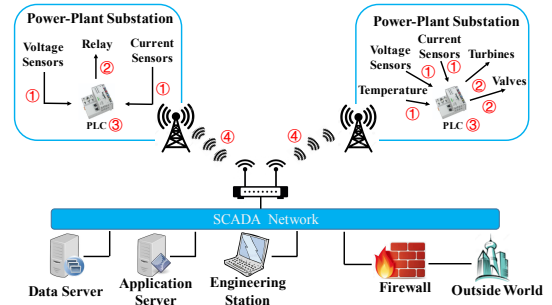 Power-Plant Substation
Voltage
Sensors
Relay
Current
Sensors
①
②
①
PLC ③
④
Power-Plant Substation
Current
Sensors
Voltage
Sensors
Turbines
①
①
②
Valves
Temperature
②
①
PLC ③
④
SCADA Network
Data Server
Application
Server
Engineering
Station
Firewall
Outside World